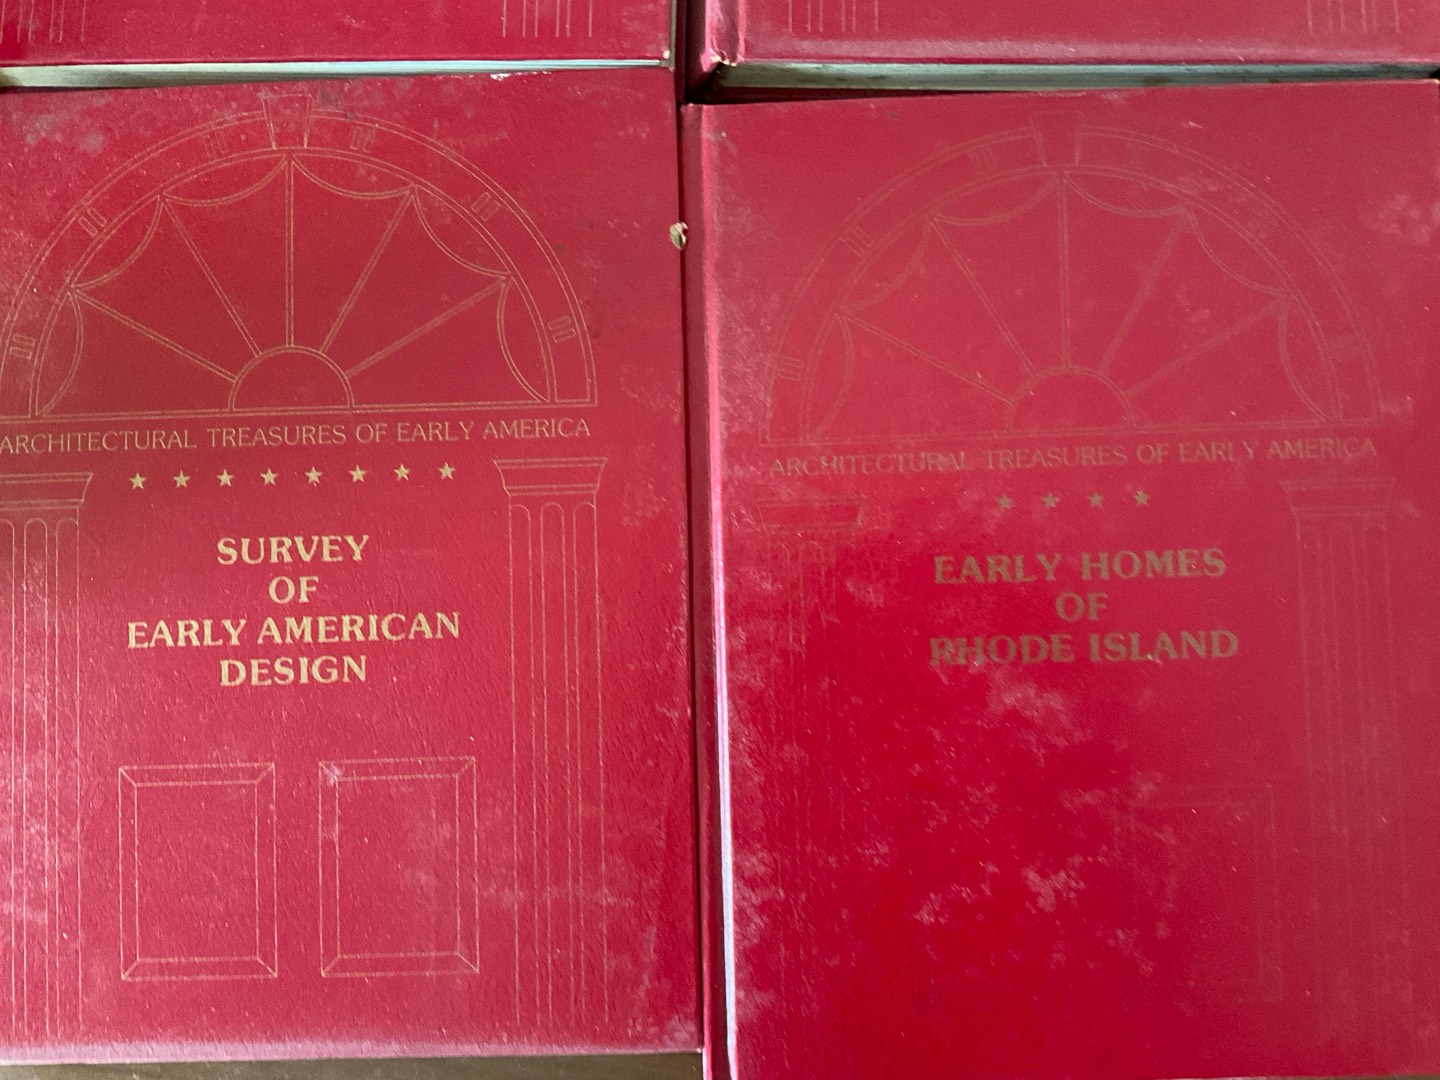 ARCHITECTURAL TREASURES OF EARLY AMERICA
SURVEY
OF
EARLY AMERICAN
DESIGN
ARCHITECTURAL TREASURES OF EARLY AMERICA
EARLY HOMES
OF
RHODE ISLAND